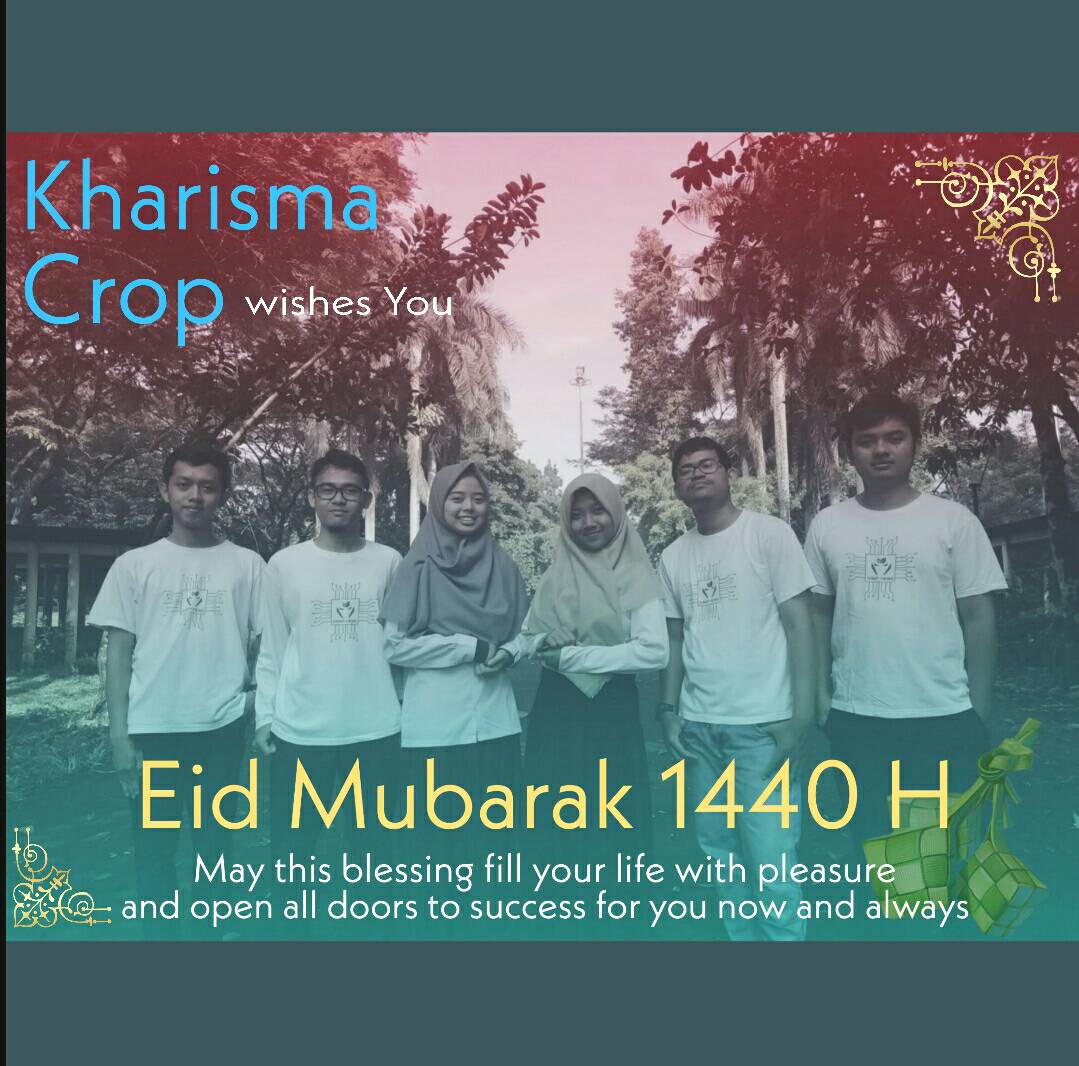 Kharisma
Crop wishes You
Eid Mubarak 1440 H
May this blessing fill your life with pleasure
and open all doors to success for you now and always